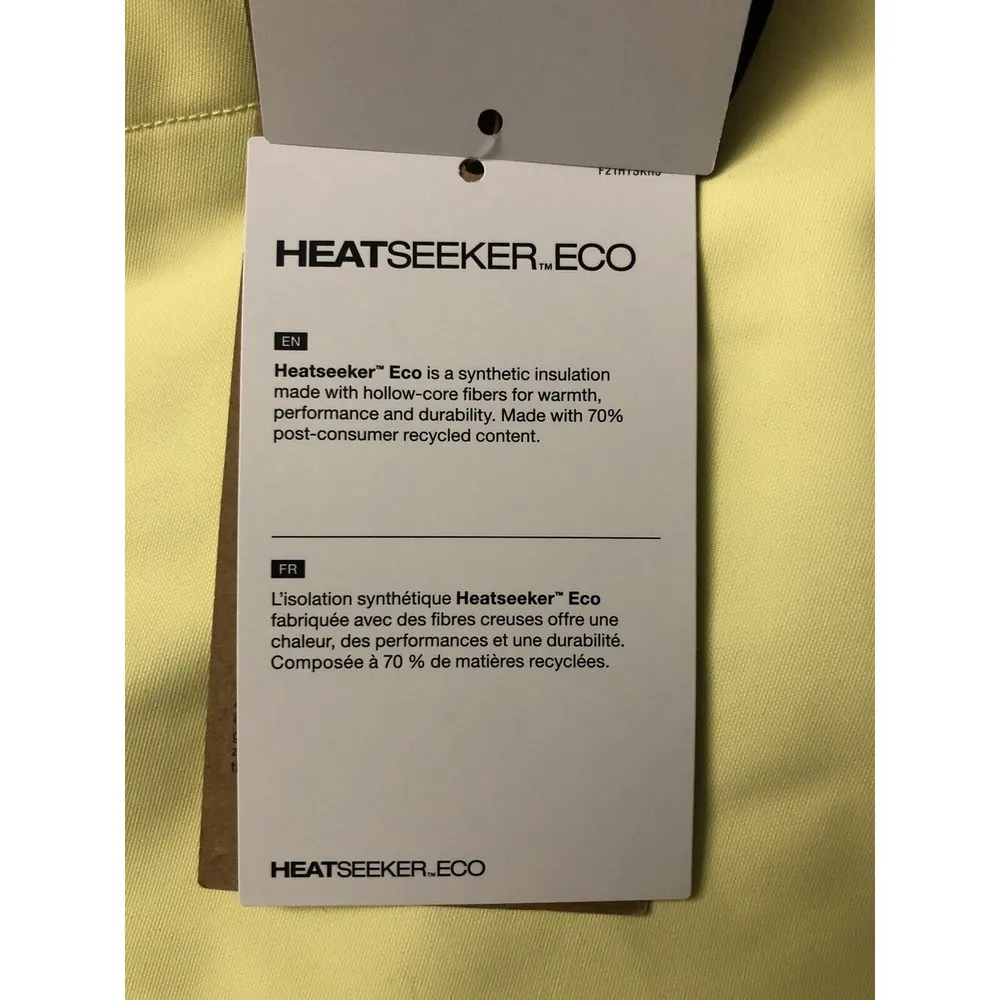 HEATSEEKER™ECO
EN
Heatseeker™ Eco is a synthetic insulation
made with hollow-core fibers for warmth,
performance and durability. Made with 70%
post-consumer recycled content.
FR
L'isolation synthétique Heatseeker™ Eco
fabriquée avec des fibres creuses offre une
chaleur, des performances et une durabilité.
Composée à 70 % de matières recyclées.
HEATSEEKER™ECO